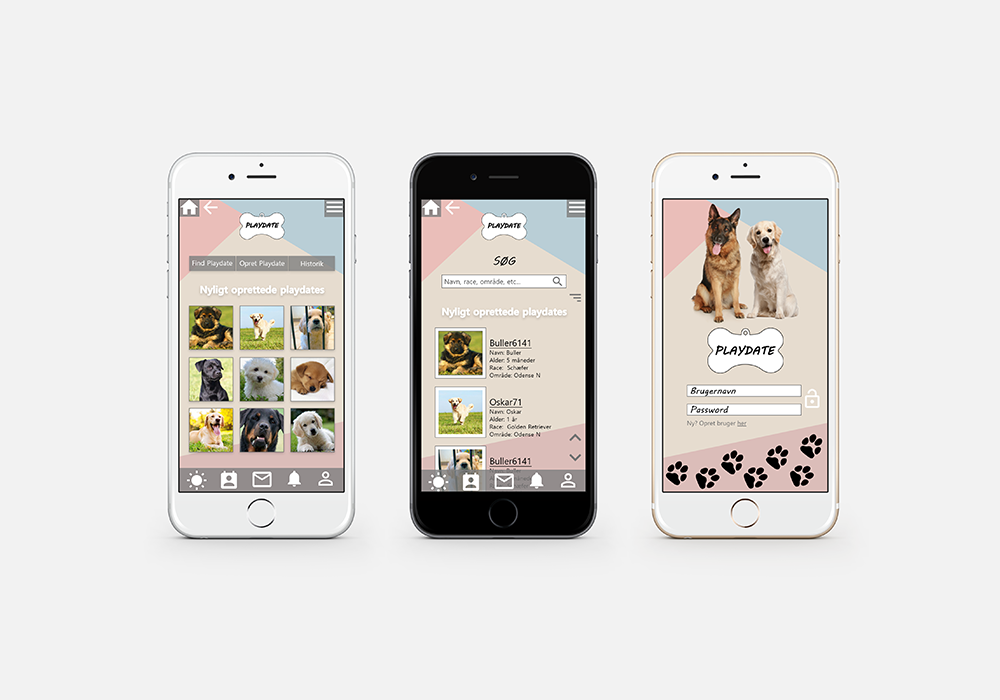 PLAYDATE
Find Playdate Opret Playdate Historik
Nyligt oprettede playdates
PLAYDATE
SØG
Navn, race, område, etc..
Nyligt oprettede playdates
Buller6141
Navn: Buller
Alder: 5 måneder
Race: Schæfer
Område: Odense N
Oskar71
Navn: Oskar
Alder: 1 år
Race: Golden Retriever
Område: Odense N
Buller6141
PLAYDATE
Brugernavn
Password
Ny? Opret bruger her